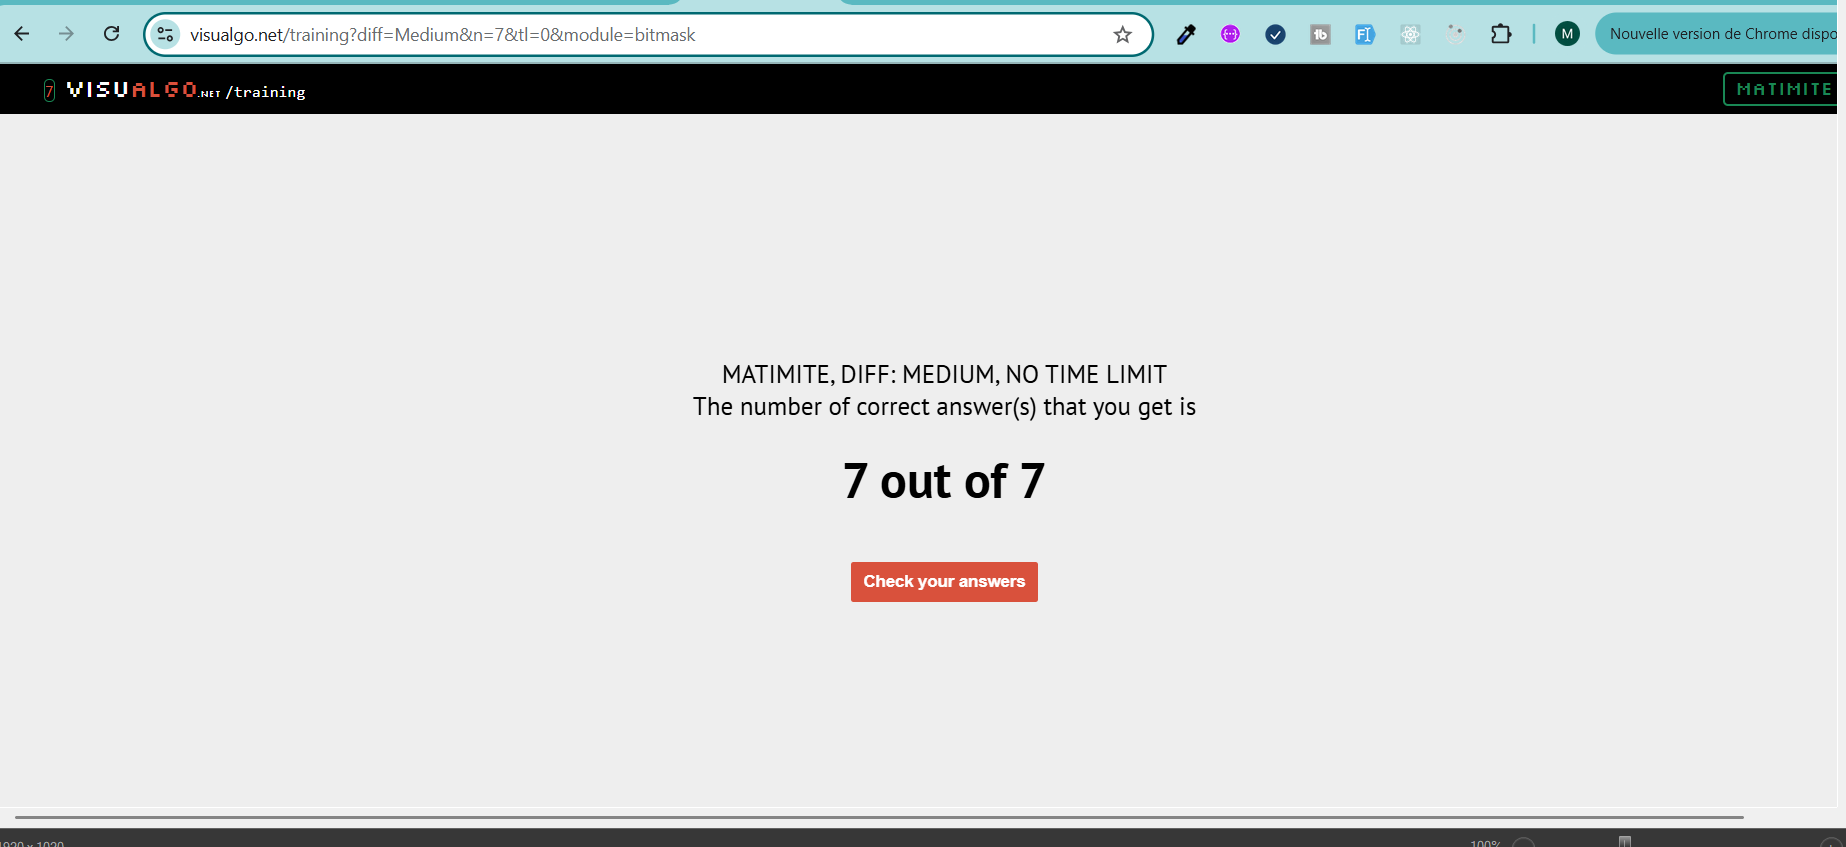 visualgo.net/training?diff=Medium&n=7&tl=0&module=bitmask
M
Nouvelle version de Chrome dispo
7 VISUALGO.NET /training
MATIMITE
MATIMITE, DIFF: MEDIUM, NO TIME LIMIT
The number of correct answer(s) that you get is
7 out of 7
Check your answers
100%